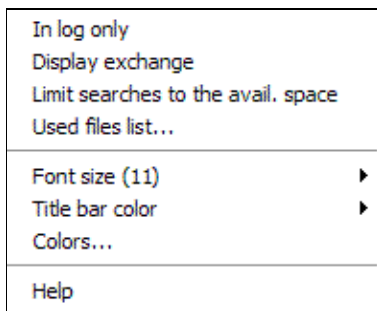 In log only
Display exchange
Limit searches to the avail. space
Used files list...
Font size (11)
Title bar color
Colors...
Help